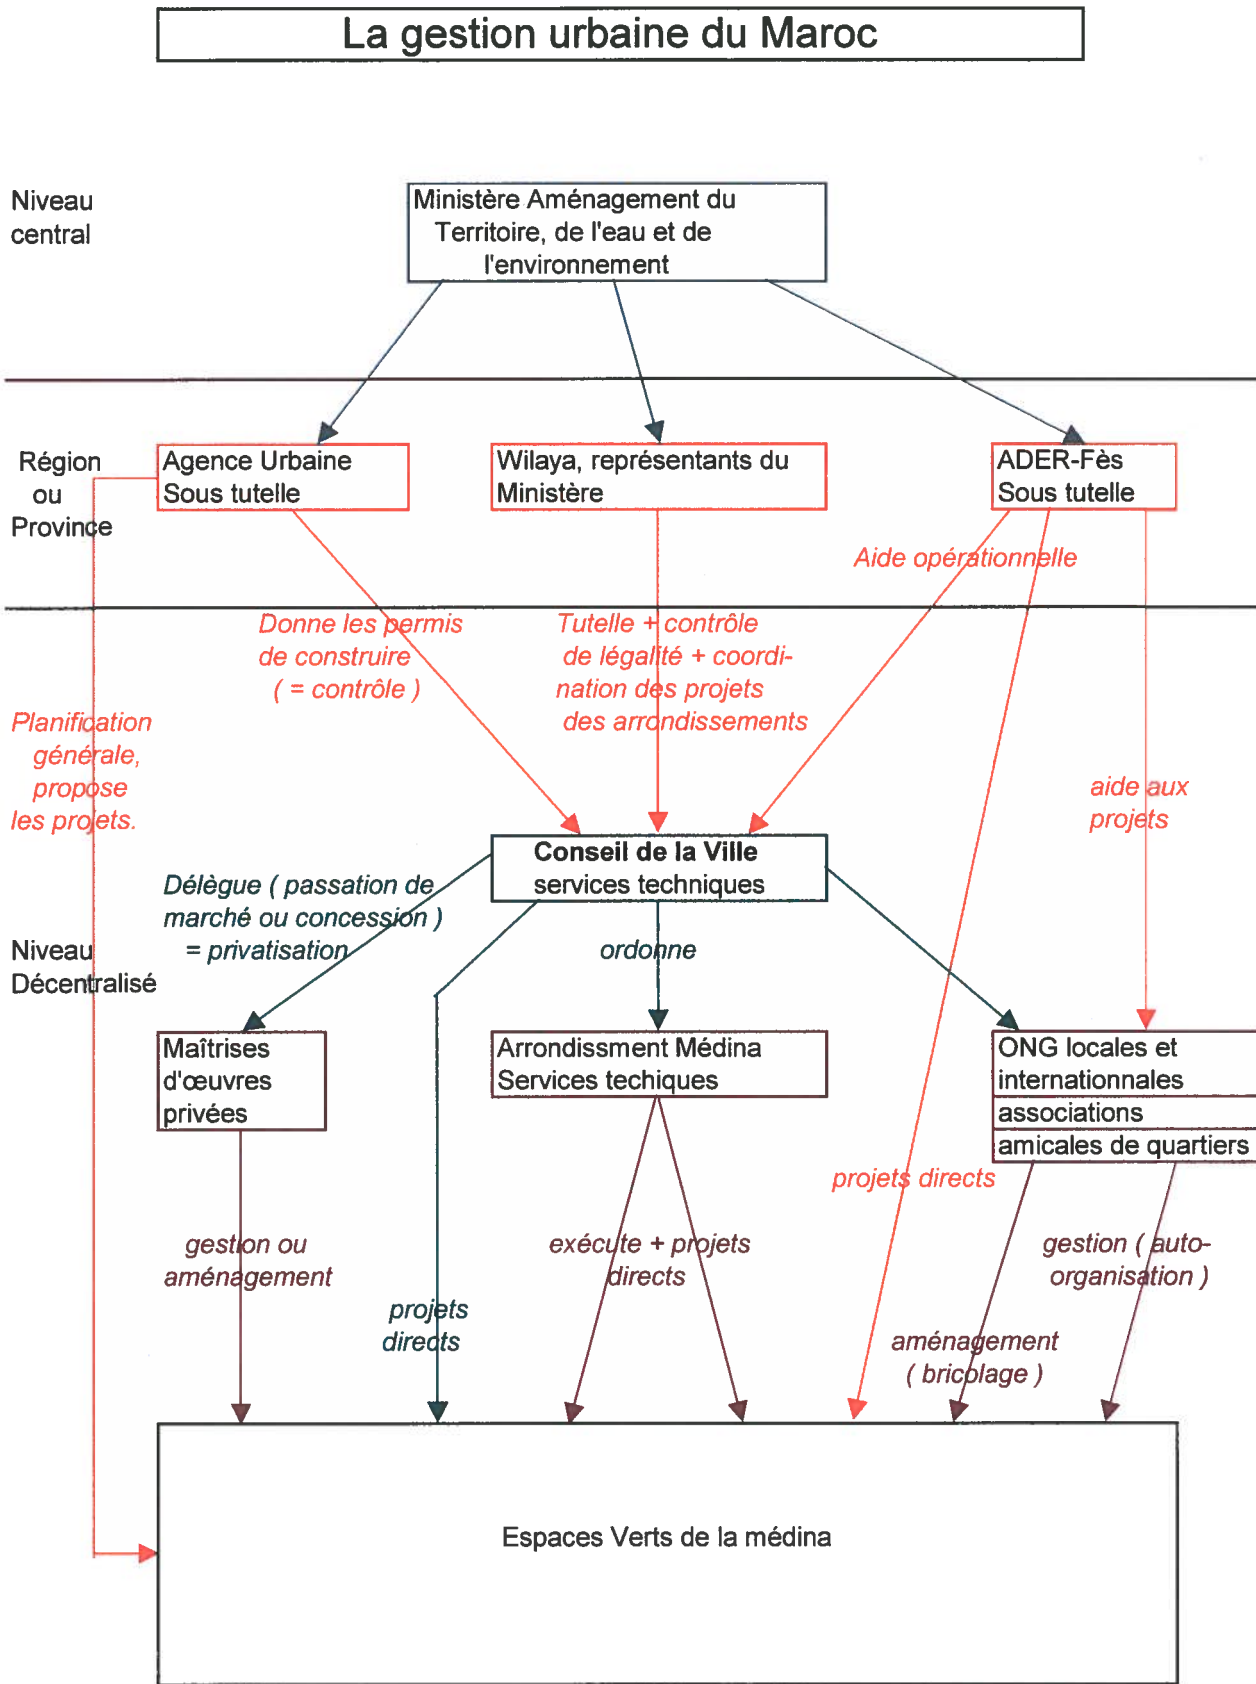 La gestion urbaine du Maroc
Niveau
central
Ministère Aménagement du
Territoire, de l'eau et de
l'environnement
Région
ou
Province
Agence Urbaine
Sous tutelle
Wilaya, représentants du
Ministère
ADER-Fès
Sous tutelle
Aide opérationnelle
Donne les permis
de construire
( = contrôle )
Tutelle + contrôle
de légalité + coordi-
nation des projets
des arrondissements
Planification
générale,
propose
les projets.
aide aux
projets
Conseil de la Ville
services techniques
Délègue ( passation de
marché ou concession )
= privatisation
ordonne
Niveau
Décentralisé
Maîtrises
d'œuvres
privées
Arrondissment Médina
Services techiques
ONG locales et
internationnales
associations
amicales de quartiers
projets directs
gestion ou
aménagement
exécute + projets
directs
gestion ( auto-
organisation )
projets
directs
aménagement
( bricolage )
Espaces Verts de la médina